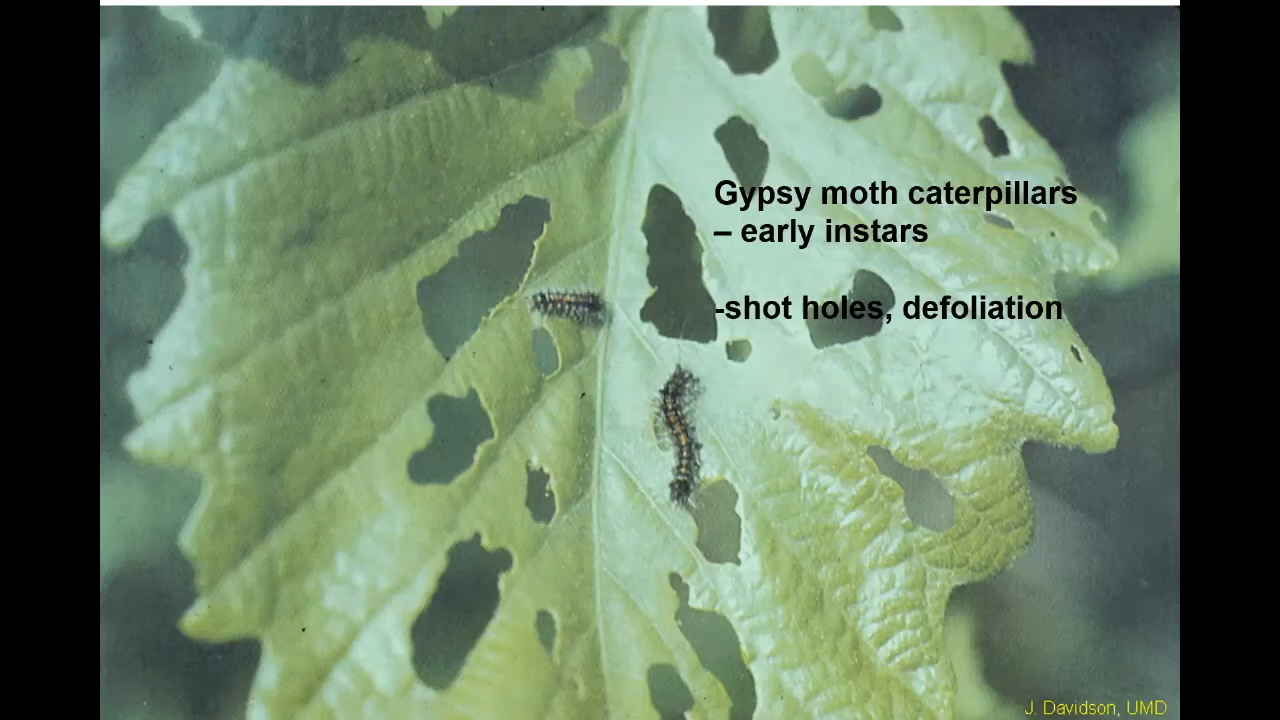 Gypsy moth caterpillars
– early instars
-shot holes, defoliation
J. Davidson, UMD